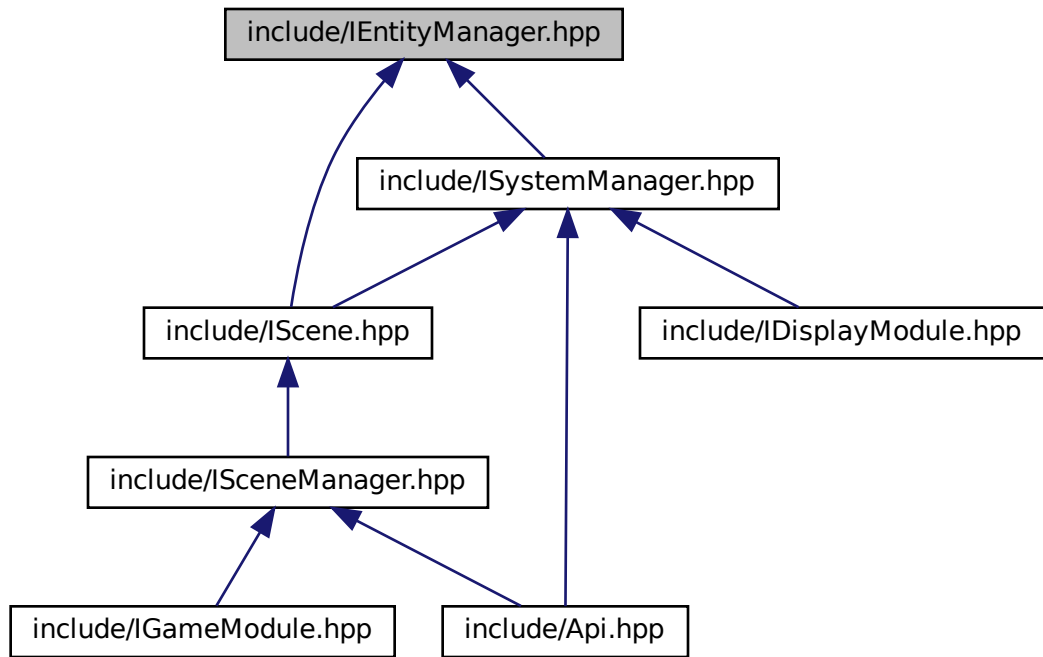 include/IEntityManager.hpp
include/ISystemManager.hpp
include/IScene.hpp
include/IDisplayModule.hpp
include/ISceneManager.hpp
include/IGameModule.hpp
include/Api.hpp